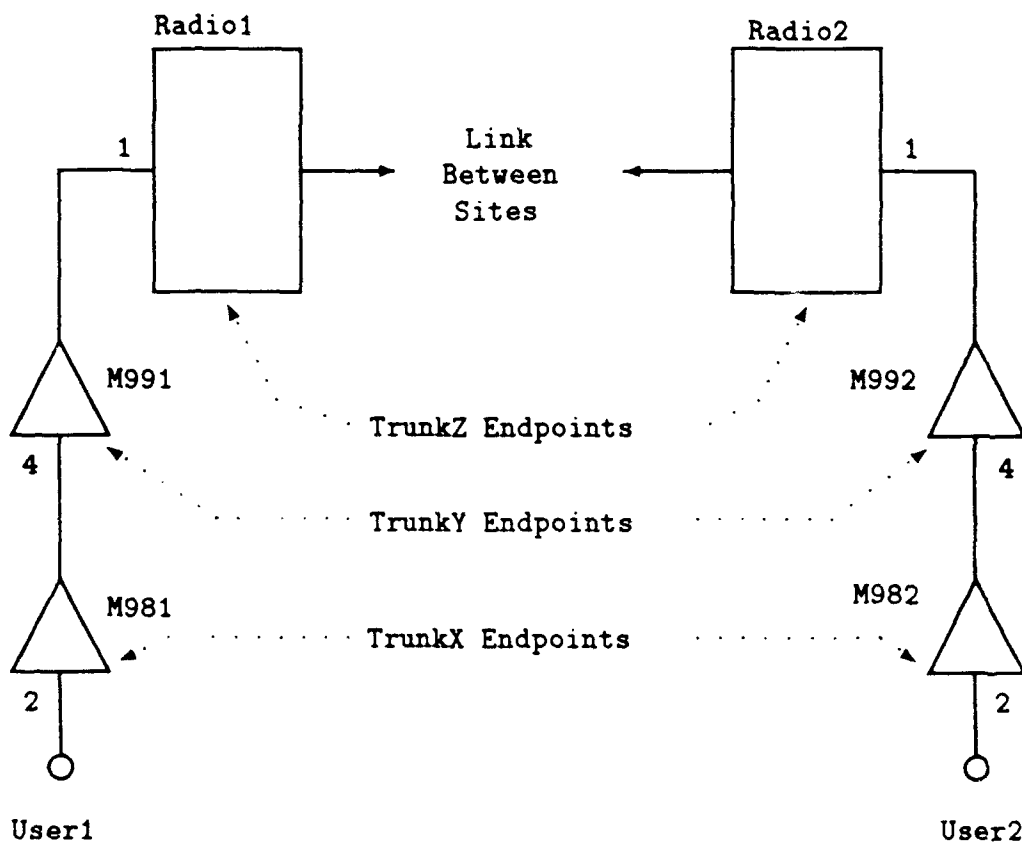 Radio1
Radio2
1
Link
Between
Sites
1
M991
M992
TrunkZ Endpoints
4
4
TrunkY Endpoints
M981
M982
TrunkX Endpoints
2
2
User1
User2